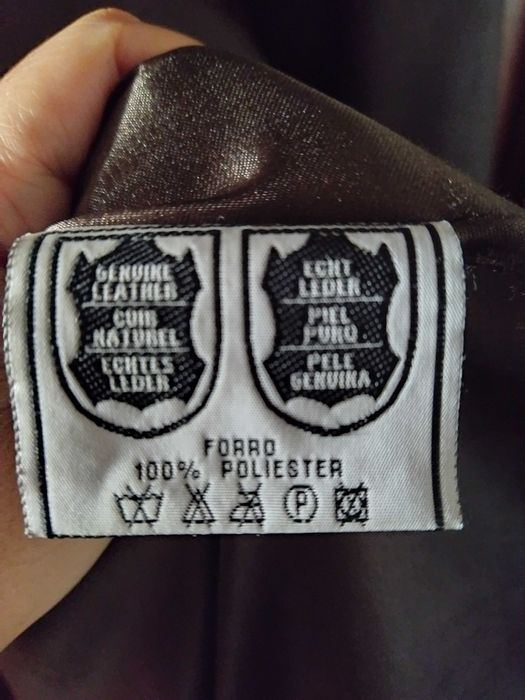 GENUINE
LEATHER
CUIR
NATUREL
ECHTES
LEDER
ECHT
LEDER
PIEL
PURO
PELE
GENUINA
FORRO
100% POLIESTER
P